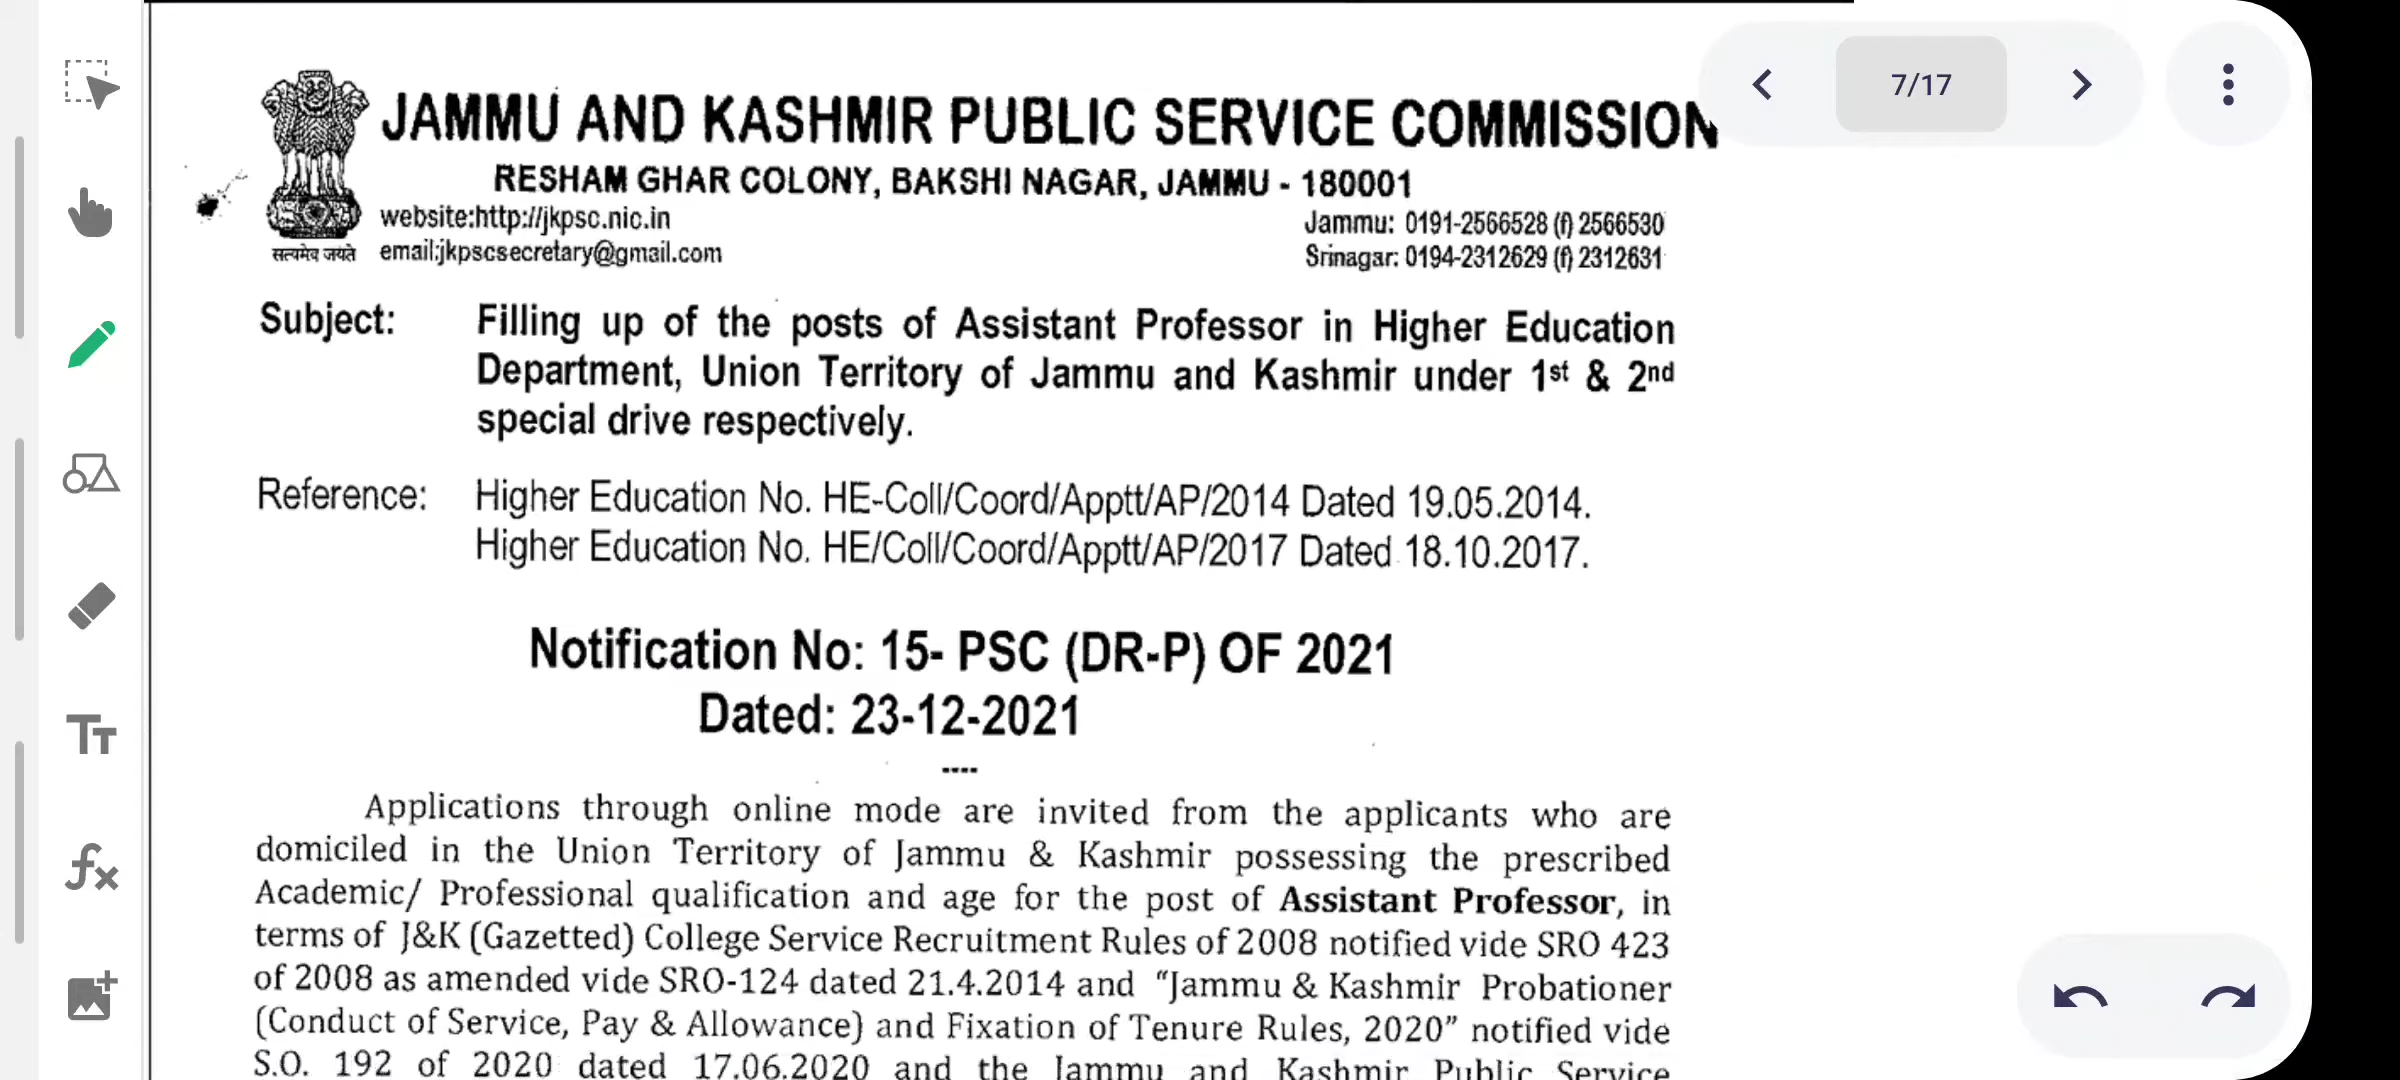 JAMMU AND KASHMIR PUBLIC SERVICE COMMISSION
7/17
RESHAM GHAR COLONY, BAKSHI NAGAR, JAMMU - 180001
website:http://jkpsc.nic.in
Jammu: 0191-2566528 (f) 2566530
सत्यमेव जयते
email:jkpscsecretary@gmail.com
Srinagar: 0194-2312629 (f) 2312631
Subject: Filling up of the posts of Assistant Professor in Higher Education
Department, Union Territory of Jammu and Kashmir under 1st & 2nd
special drive respectively.
Reference: Higher Education No. HE-Coll/Coord/Apptt/AP/2014 Dated 19.05.2014.
Higher Education No. HE/Coll/Coord/Apptt/AP/2017 Dated 18.10.2017.
Notification No: 15- PSC (DR-P) OF 2021
Dated: 23-12-2021
----
Applications through online mode are invited from the applicants who are
domiciled in the Union Territory of Jammu & Kashmir possessing the prescribed
Academic/ Professional qualification and age for the post of Assistant Professor, in
terms of J&K (Gazetted) College Service Recruitment Rules of 2008 notified vide SRO 423
of 2008 as amended vide SRO-124 dated 21.4.2014 and “Jammu & Kashmir Probationer
(Conduct of Service, Pay & Allowance) and Fixation of Tenure Rules, 2020” notified vide
S.O. 192 of 2020 dated 17.06.2020 and the Jammu and Kashmir Public Service
Tт
fx